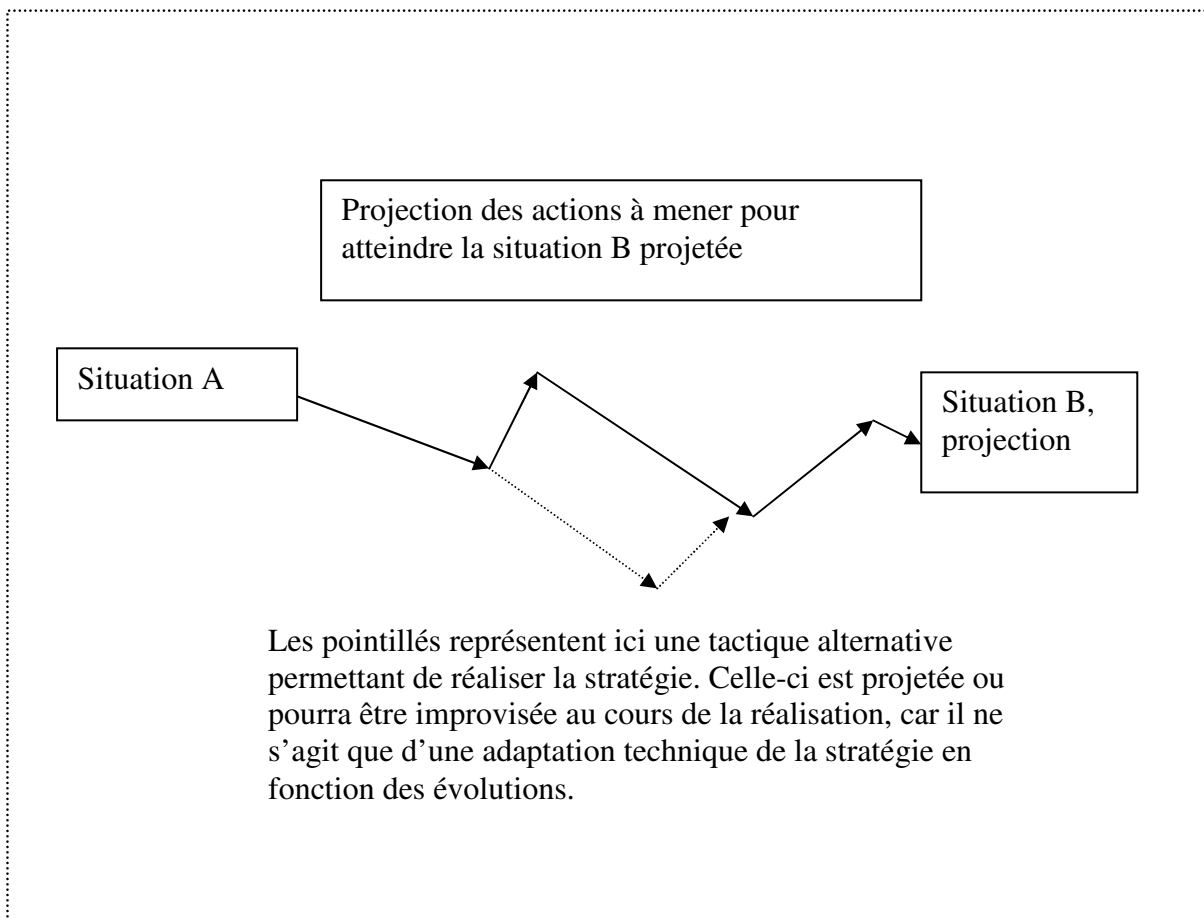 Projection des actions à mener pour
atteindre la situation B projetée
Situation A
Situation B,
projection
Les pointillés représentent ici une tactique alternative
permettant de réaliser la stratégie. Celle-ci est projetée ou
pourra être improvisée au cours de la réalisation, car il ne
s’agit que d’une adaptation technique de la stratégie en
fonction des évolutions.